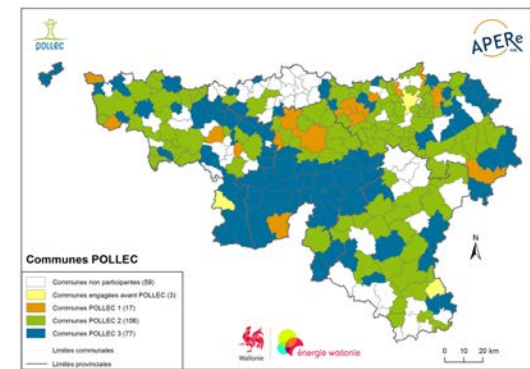 POLLEC
APERe
Communes POLLEC
Communes non participantes (59)
Communes engagées avant POLLEC (3)
Communes POLLEC 1 (17)
Communes POLLEC 2 (106)
Communes POLLEC 3 (77)
Limites communales
Limites provinciales
Wallonie
énergie wallonie
N
0 10 20 km